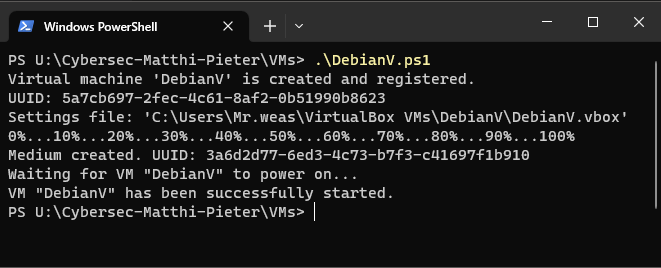 Windows PowerShell
PS U:\Cybersec-Matthi-Pieter\VMs> .\DebianV.ps1
Virtual machine 'DebianV' is created and registered.
UUID: 5a7cb697-2fec-4c61-8af2-0b51990b8623
Settings file: 'C:\Users\Mr.weas\VirtualBox VMs\DebianV\DebianV.vbox'
0%...10%...20%...30%...40%...50%...60%...70%...80%...90%...100%
Medium created. UUID: 3a6d2d77-6ed3-4c73-b7f3-c41697f1b910
Waiting for VM "DebianV" to power on...
VM "DebianV" has been successfully started.
PS U:\Cybersec-Matthi-Pieter\VMs>